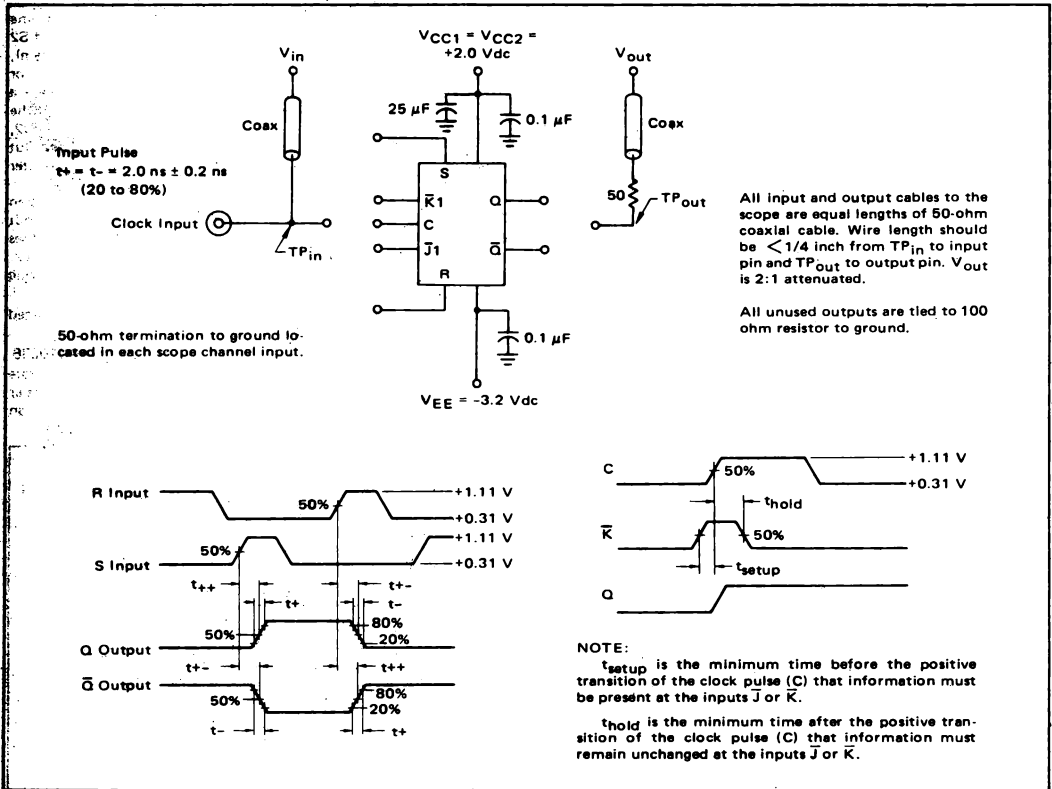 VCC1 = VCC2 =
+2.0 Vdc
Vin
Vout
25 µF
0.1 µF
Coax
Coax
Input Pulse
t+ = t- = 2.0 ns ± 0.2 ns
(20 to 80%)
Clock Input
TPin
S
K̅1
C
J̅1
R
Q
Q̅
50
TPout
All input and output cables to the
scope are equal lengths of 50-ohm
coaxial cable. Wire length should
be <1/4 inch from TPin to input
pin and TPout to output pin. Vout
is 2:1 attenuated.
All unused outputs are tied to 100
ohm resistor to ground.
50-ohm termination to ground lo-
cated in each scope channel input.
0.1 µF
VEE = -3.2 Vdc
R Input
50%
+1.11 V
+0.31 V
S Input
50%
+1.11 V
+0.31 V
t++
t+
t+-
t-
Q Output
50%
80%
20%
t+-
t++
Q̅ Output
50%
80%
20%
t-
t+
C
50%
+1.11 V
+0.31 V
thold
K̅
50%
tsetup
Q
NOTE:
tsetup is the minimum time before the positive
transition of the clock pulse (C) that information must
be present at the inputs J̅ or K̅.
thold is the minimum time after the positive tran-
sition of the clock pulse (C) that information must
remain unchanged at the inputs J̅ or K̅.